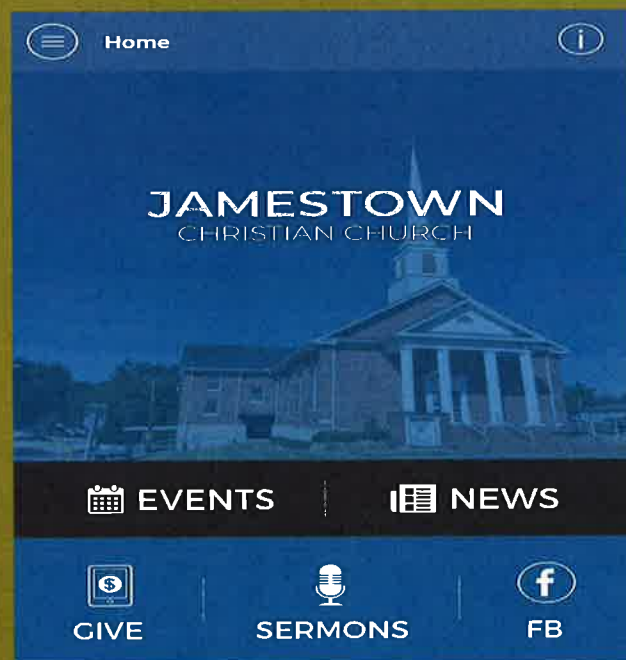 Home
JAMESTOWN
CHRISTIAN CHURCH
EVENTS
NEWS
GIVE
SERMONS
FB